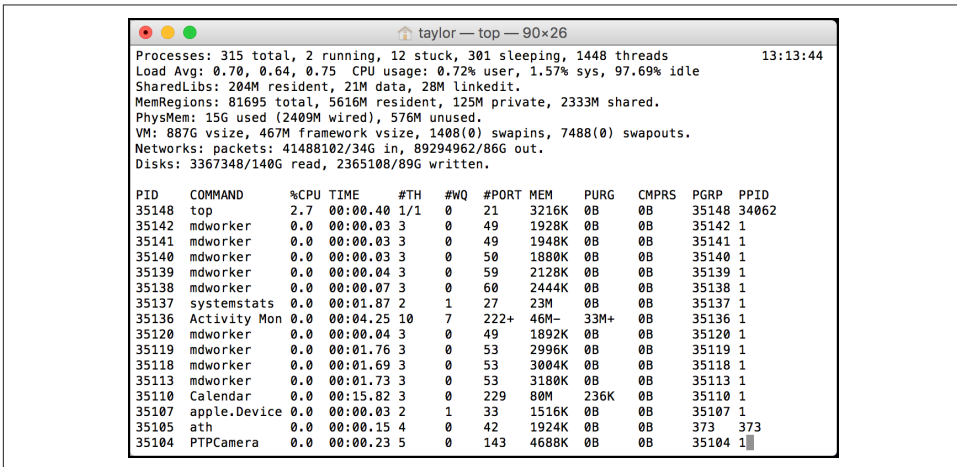 taylor — top — 90×26
Processes: 315 total, 2 running, 12 stuck, 301 sleeping, 1448 threads 13:13:44
Load Avg: 0.70, 0.64, 0.75 CPU usage: 0.72% user, 1.57% sys, 97.69% idle
SharedLibs: 204M resident, 21M data, 28M linkedit.
MemRegions: 81695 total, 5616M resident, 125M private, 2333M shared.
PhysMem: 15G used (2409M wired), 576M unused.
VM: 887G vsize, 467M framework vsize, 1408(0) swapins, 7488(0) swapouts.
Networks: packets: 41488102/34G in, 89294962/86G out.
Disks: 3367348/140G read, 2365108/89G written.
PID COMMAND %CPU TIME #TH #WQ #PORT MEM PURG CMPRS PGRP PPID
35148 top 2.7 00:00.40 1/1 0 21 3216K 0B 0B 35148 34062
35142 mdworker 0.0 00:00.03 3 0 49 1928K 0B 0B 35142 1
35141 mdworker 0.0 00:00.03 3 0 49 1948K 0B 0B 35141 1
35140 mdworker 0.0 00:00.03 3 0 50 1880K 0B 0B 35140 1
35139 mdworker 0.0 00:00.04 3 0 59 2128K 0B 0B 35139 1
35138 mdworker 0.0 00:00.07 3 0 60 2444K 0B 0B 35138 1
35137 systemstats 0.0 00:01.87 2 1 27 23M 0B 0B 35137 1
35136 Activity Mon 0.0 00:04.25 10 7 222+ 46M- 33M+ 0B 35136 1
35120 mdworker 0.0 00:00.04 3 0 49 1892K 0B 0B 35120 1
35119 mdworker 0.0 00:01.76 3 0 53 2996K 0B 0B 35119 1
35118 mdworker 0.0 00:01.69 3 0 53 3004K 0B 0B 35118 1
35113 mdworker 0.0 00:01.73 3 0 53 3180K 0B 0B 35113 1
35110 Calendar 0.0 00:15.82 3 0 229 80M 236K 0B 35110 1
35107 apple.Device 0.0 00:00.03 2 1 33 1516K 0B 0B 35107 1
35105 ath 0.0 00:00.15 4 0 42 1924K 0B 0B 373 373
35104 PTPCamera 0.0 00:00.23 5 0 143 4688K 0B 0B 35104 1